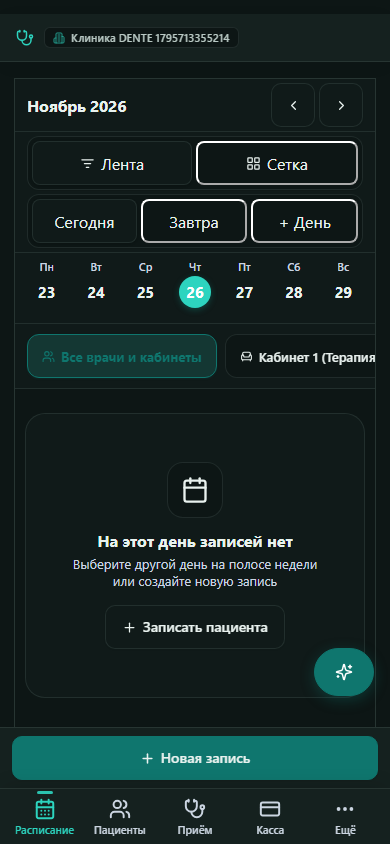 Клиника DENTE 1795713355214
Ноябрь 2026
Лента
Сетка
Сегодня
Завтра
+ День
Пн Вт Ср Чт Пт Сб Вс
23 24 25 26 27 28 29
Все врачи и кабинеты
Кабинет 1 (Терапия
На этот день записей нет
Выберите другой день на полосе недели
или создайте новую запись
+ Записать пациента
+ Новая запись
Расписание Пациенты Приём Касса Ещё